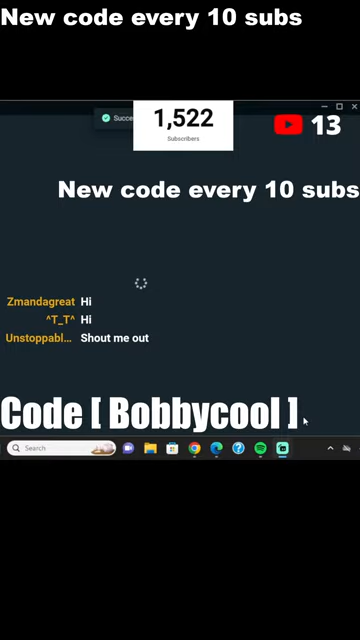 New code every 10 subs
1,522
Subscribers
13
New code every 10 subs
Zmandagreat Hi
^T_T^ Hi
Unstoppabl... Shout me out
Code [ Bobbycool ]
Search